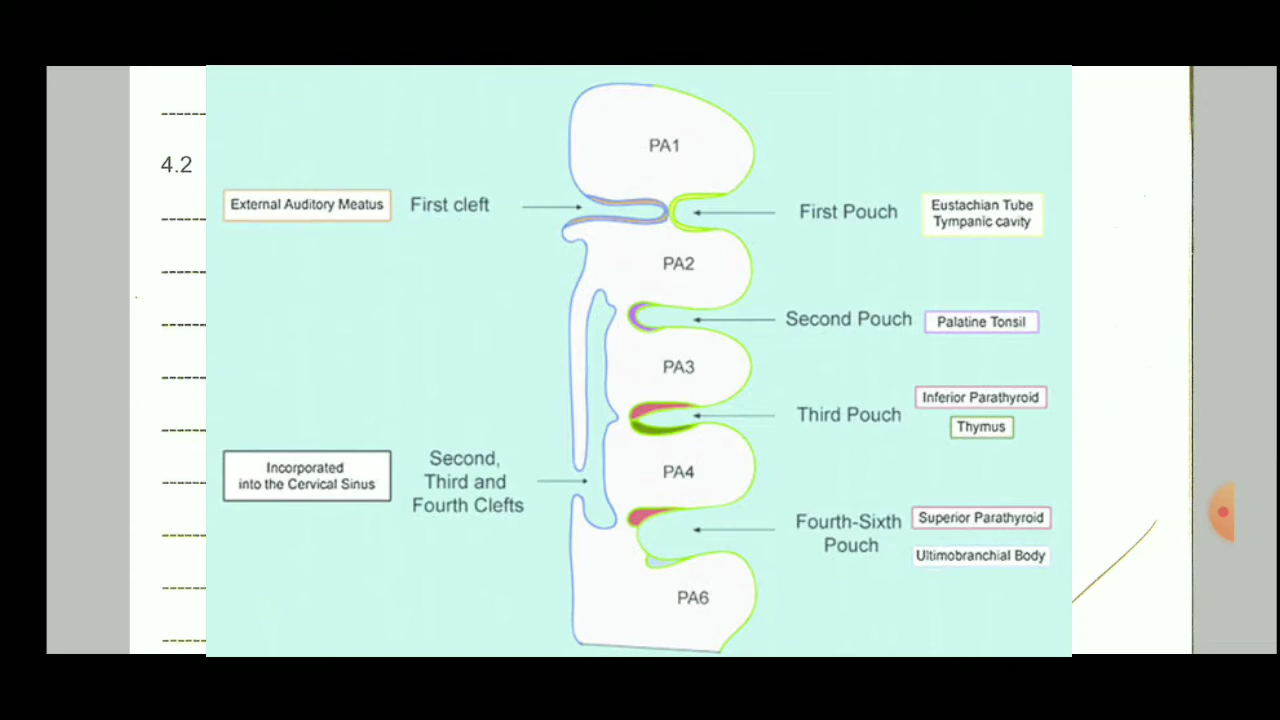 4.2
PA1
External Auditory Meatus
First cleft
First Pouch
Eustachian Tube
Tympanic cavity
PA2
Second Pouch
Palatine Tonsil
PA3
Third Pouch
Inferior Parathyroid
Thymus
Incorporated
into the Cervical Sinus
Second,
Third and
Fourth Clefts
PA4
Fourth-Sixth
Pouch
Superior Parathyroid
Ultimobranchial Body
PA6